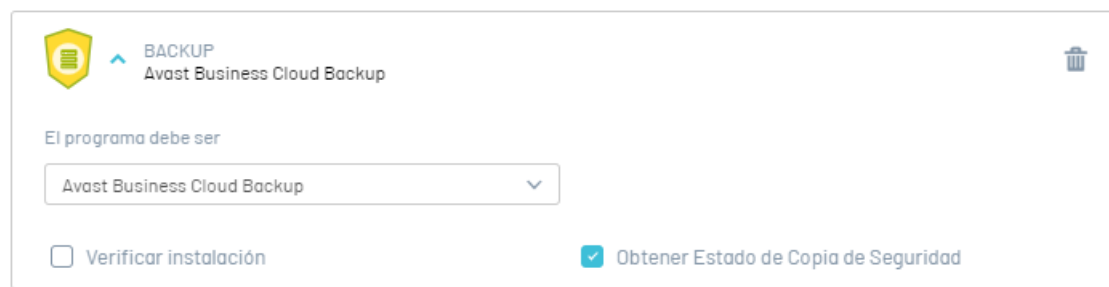 BACKUP
Avast Business Cloud Backup
El programa debe ser
Avast Business Cloud Backup
Verificar instalación
Obtener Estado de Copia de Seguridad